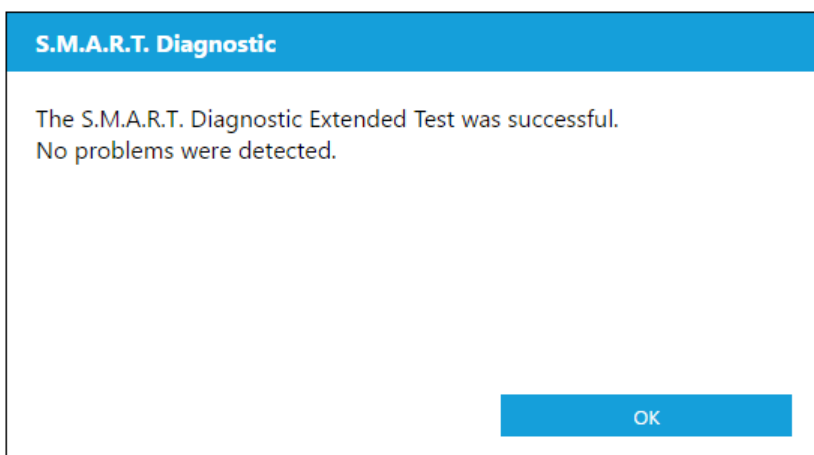 S.M.A.R.T. Diagnostic
The S.M.A.R.T. Diagnostic Extended Test was successful.
No problems were detected.
OK